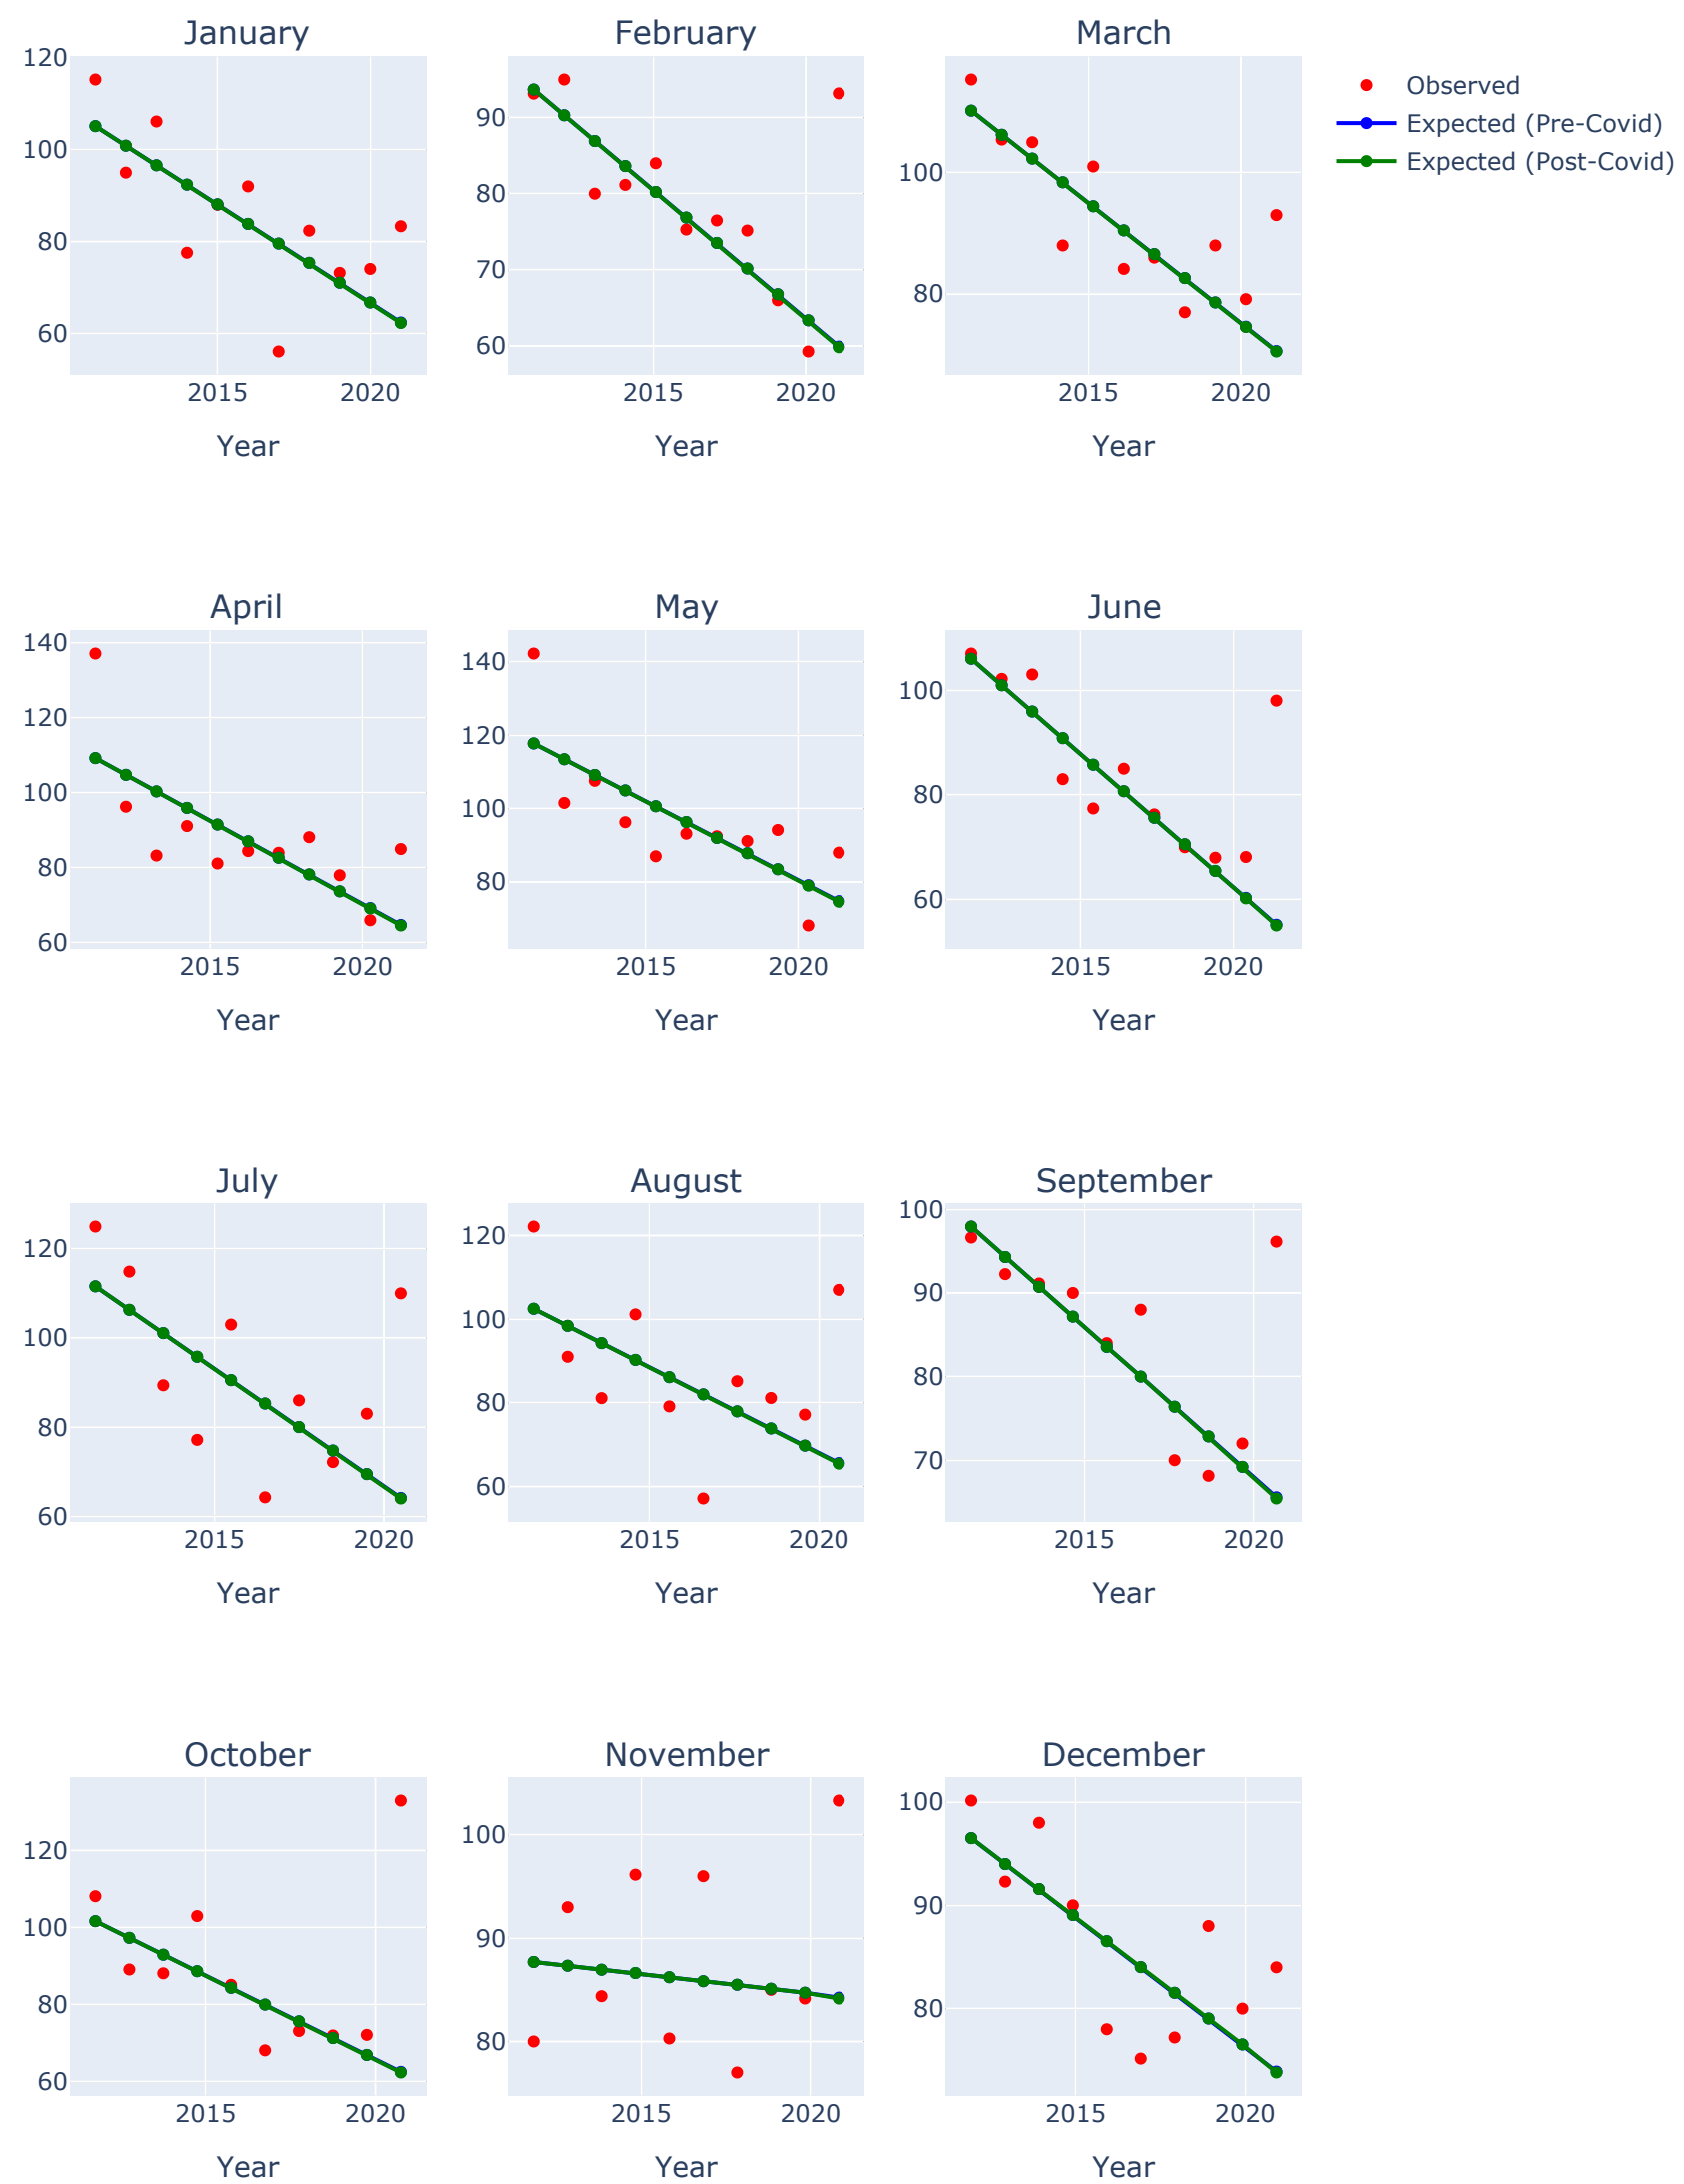 January February March
120
100
80
60
90
80
70
60
100
80
Observed
Expected (Pre-Covid)
Expected (Post-Covid)
2015 2020 2015 2020 2015 2020
Year Year Year
April May June
140
120
100
80
60
140
120
100
80
100
80
60
2015 2020 2015 2020 2015 2020
Year Year Year
July August September
120
100
80
60
120
100
80
60
100
90
80
70
2015 2020 2015 2020 2015 2020
Year Year Year
October November December
120
100
80
60
100
90
80
100
90
80
2015 2020 2015 2020 2015 2020
Year Year Year